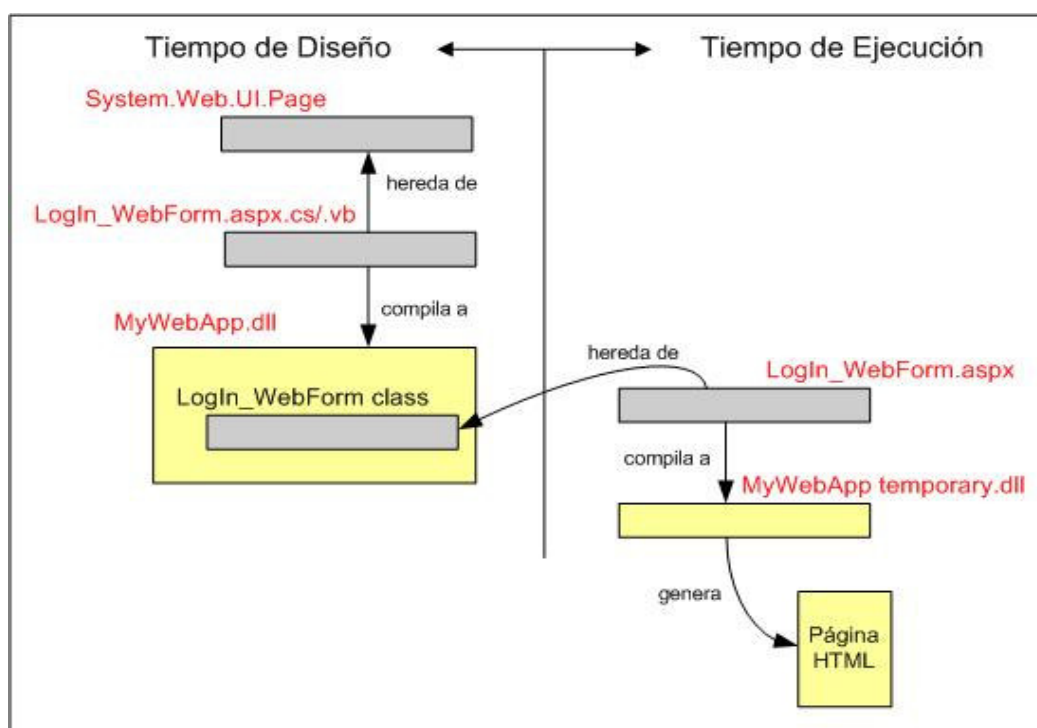 Tiempo de Diseño
Tiempo de Ejecución
System.Web.UI.Page
hereda de
LogIn_WebForm.aspx.cs/.vb
compila a
MyWebApp.dll
LogIn_WebForm class
hereda de
LogIn_WebForm.aspx
compila a
MyWebApp temporary.dll
genera
Página
HTML